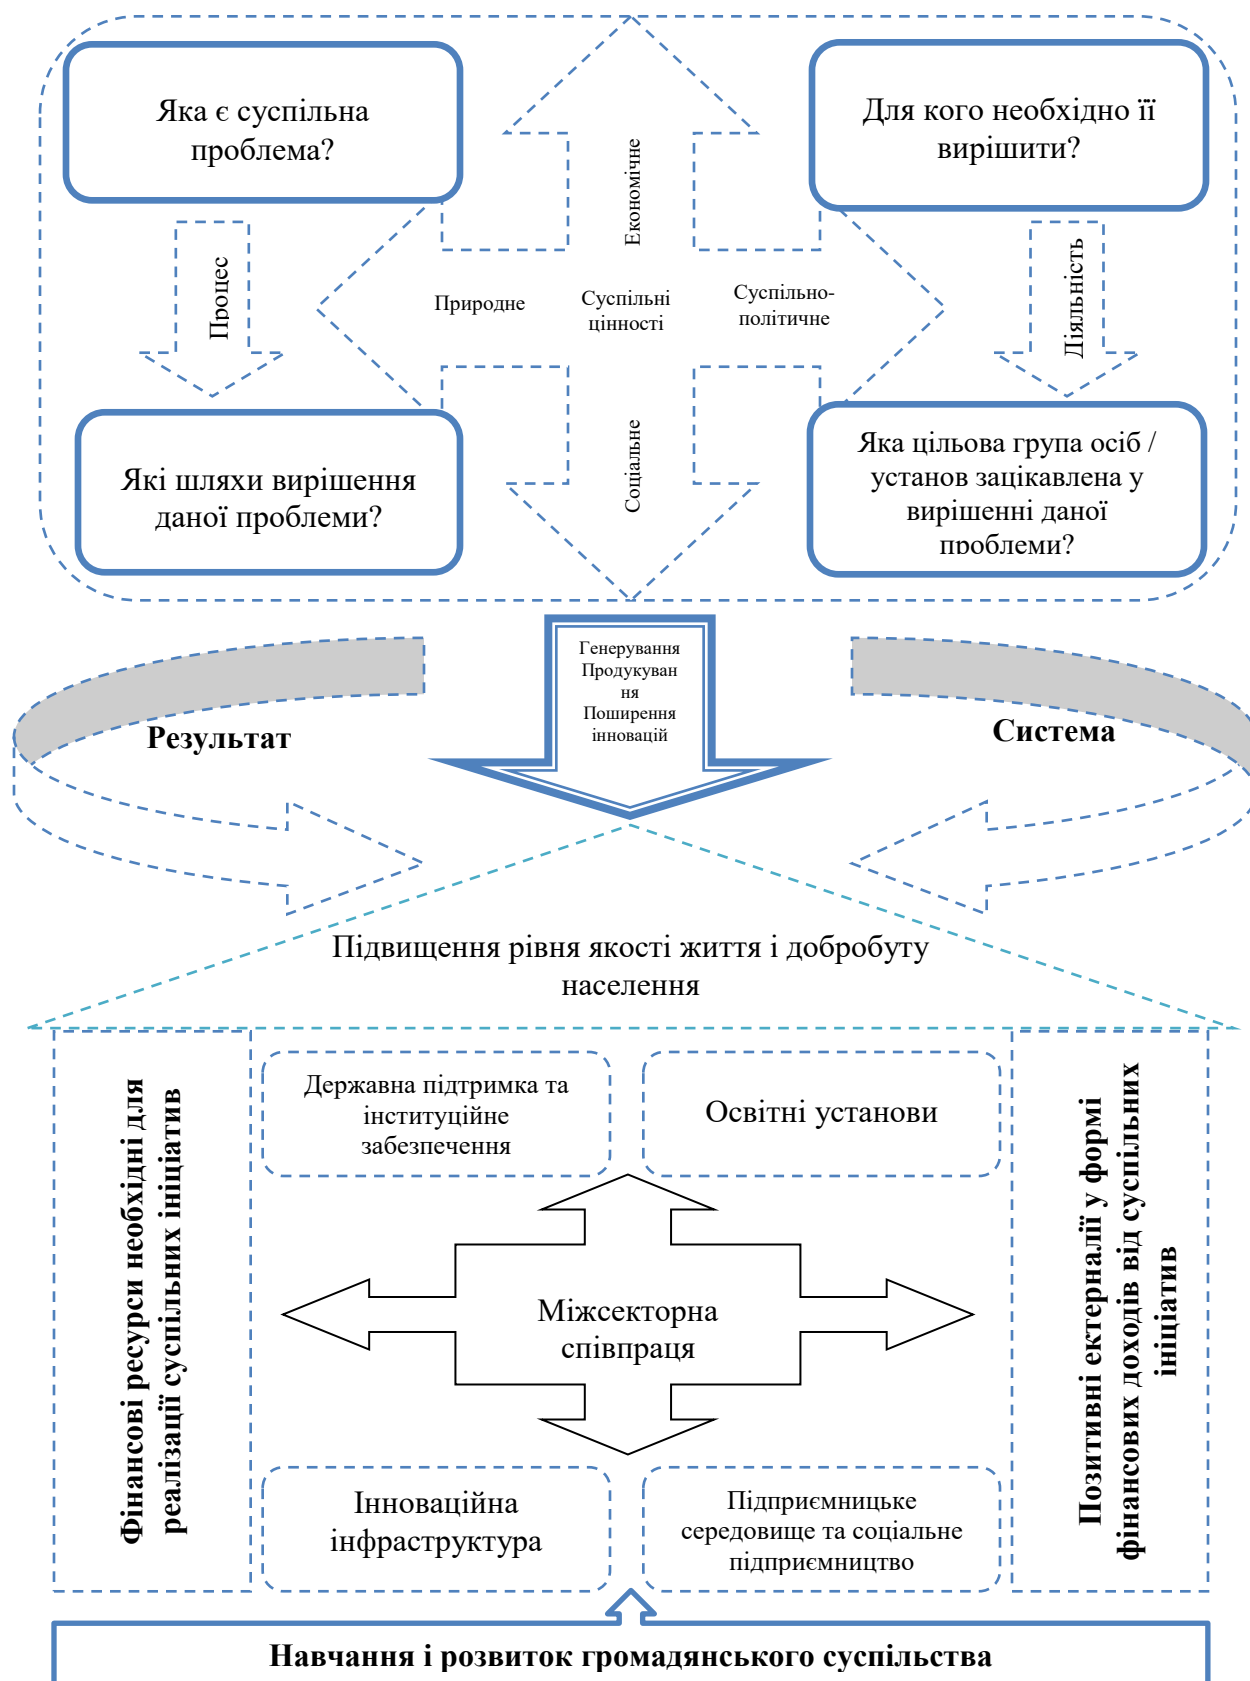 Яка є суспільна
проблема?
Для кого необхідно її
вирішити?
Процес
Економічне
Природне
Суспільні
цінності
Суспільно-
політичне
Соціальне
Діяльність
Які шляхи вирішення
даної проблеми?
Яка цільова група осіб /
установ зацікавлена у
вирішенні даної
проблеми?
Генерування
Продукуван
ня
Поширення
інновацій
Результат
Система
Підвищення рівня якості життя і добробуту
населення
Фінансові ресурси необхідні для
реалізації суспільних ініціатив
Державна підтримка та
інституційне
забезпечення
Освітні установи
Міжсекторна
співпраця
Інноваційна
інфраструктура
Підприємницьке
середовище та соціальне
підприємництво
Позитивні ектерналії у формі
фінансових доходів від суспільних
ініціатив
Навчання і розвиток громадянського суспільства